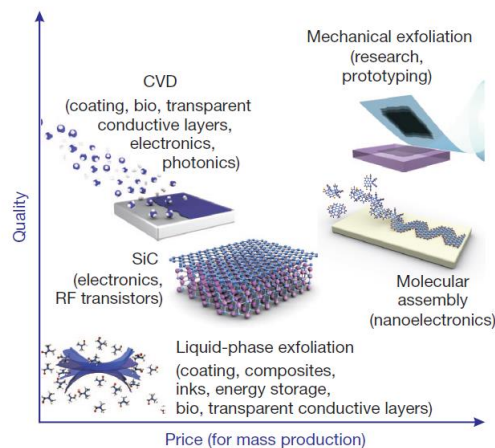 Mechanical exfoliation
(research,
prototyping)
CVD
(coating, bio, transparent
conductive layers,
electronics,
photonics)
Quality
SiC
(electronics,
RF transistors)
Molecular
assembly
(nanoelectronics)
Liquid-phase exfoliation
(coating, composites,
inks, energy storage,
bio, transparent conductive layers)
Price (for mass production)